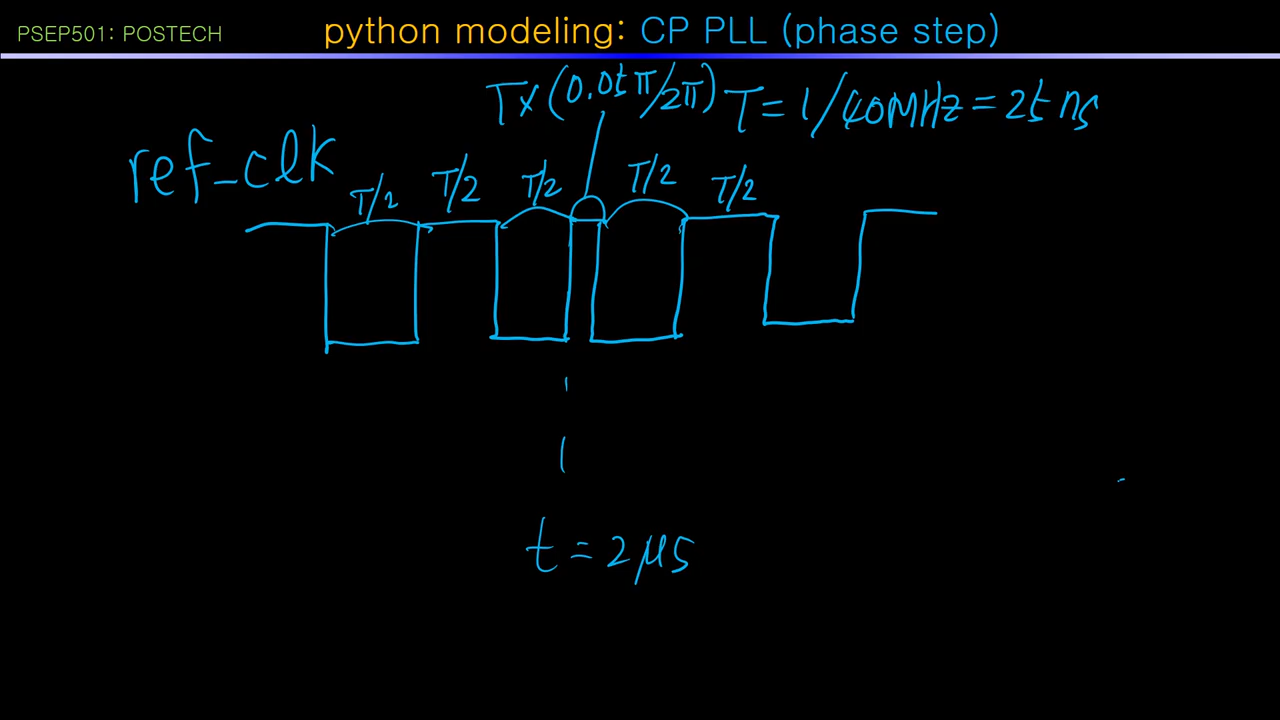 PSEP501: POSTECH
python modeling: CP PLL (phase step)
T×(0.05π/2π) T=1/40MHz=25ns
ref_clk
T/2 T/2 T/2 T/2 T/2
t=2μs